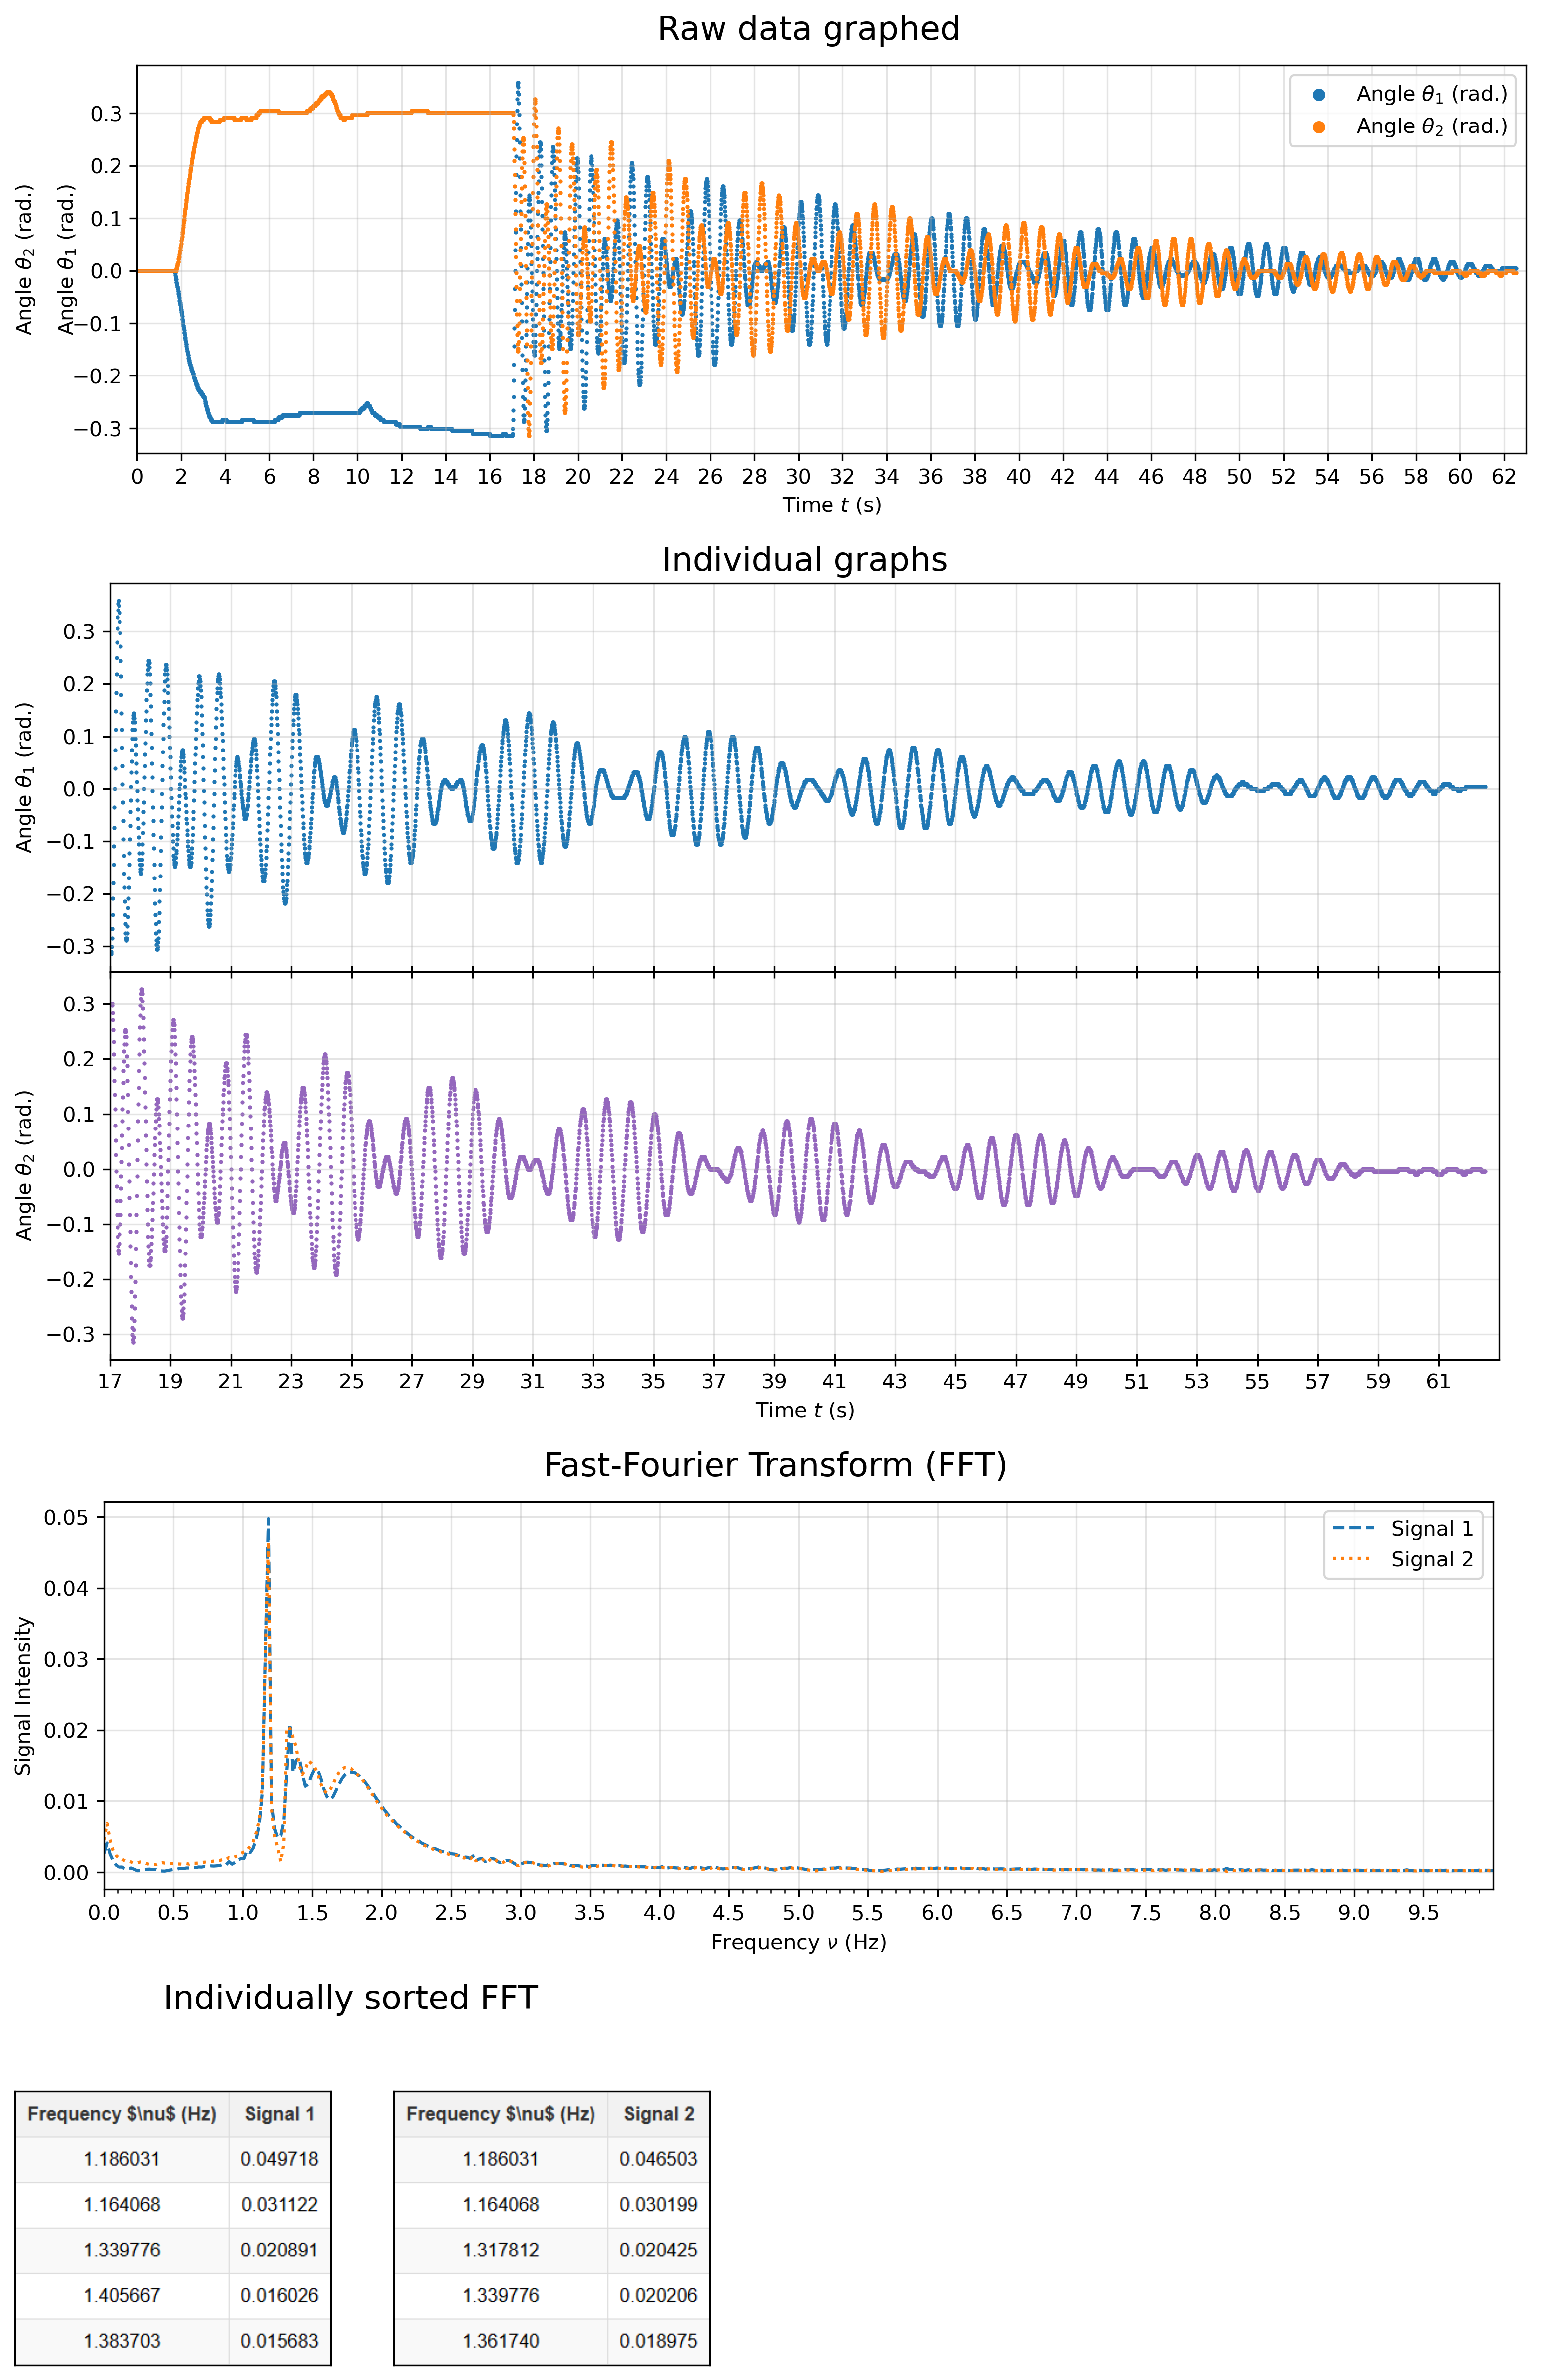 Raw data graphed
Angle θ₂ (rad.)
Angle θ₁ (rad.)
0.3
0.2
0.1
0.0
−0.1
−0.2
−0.3
Angle θ₁ (rad.)
Angle θ₂ (rad.)
0 2 4 6 8 10 12 14 16 18 20 22 24 26 28 30 32 34 36 38 40 42 44 46 48 50 52 54 56 58 60 62
Time t (s)
Individual graphs
Angle θ₁ (rad.)
0.3
0.2
0.1
0.0
−0.1
−0.2
−0.3
Angle θ₂ (rad.)
0.3
0.2
0.1
0.0
−0.1
−0.2
−0.3
17 19 21 23 25 27 29 31 33 35 37 39 41 43 45 47 49 51 53 55 57 59 61
Time t (s)
Fast-Fourier Transform (FFT)
Signal Intensity
0.05
0.04
0.03
0.02
0.01
0.00
Signal 1
Signal 2
0.0 0.5 1.0 1.5 2.0 2.5 3.0 3.5 4.0 4.5 5.0 5.5 6.0 6.5 7.0 7.5 8.0 8.5 9.0 9.5
Frequency ν (Hz)
Individually sorted FFT
Frequency $\nu$ (Hz) Signal 1
1.186031 0.049718
1.164068 0.031122
1.339776 0.020891
1.405667 0.016026
1.383703 0.015683
Frequency $\nu$ (Hz) Signal 2
1.186031 0.046503
1.164068 0.030199
1.317812 0.020425
1.339776 0.020206
1.361740 0.018975